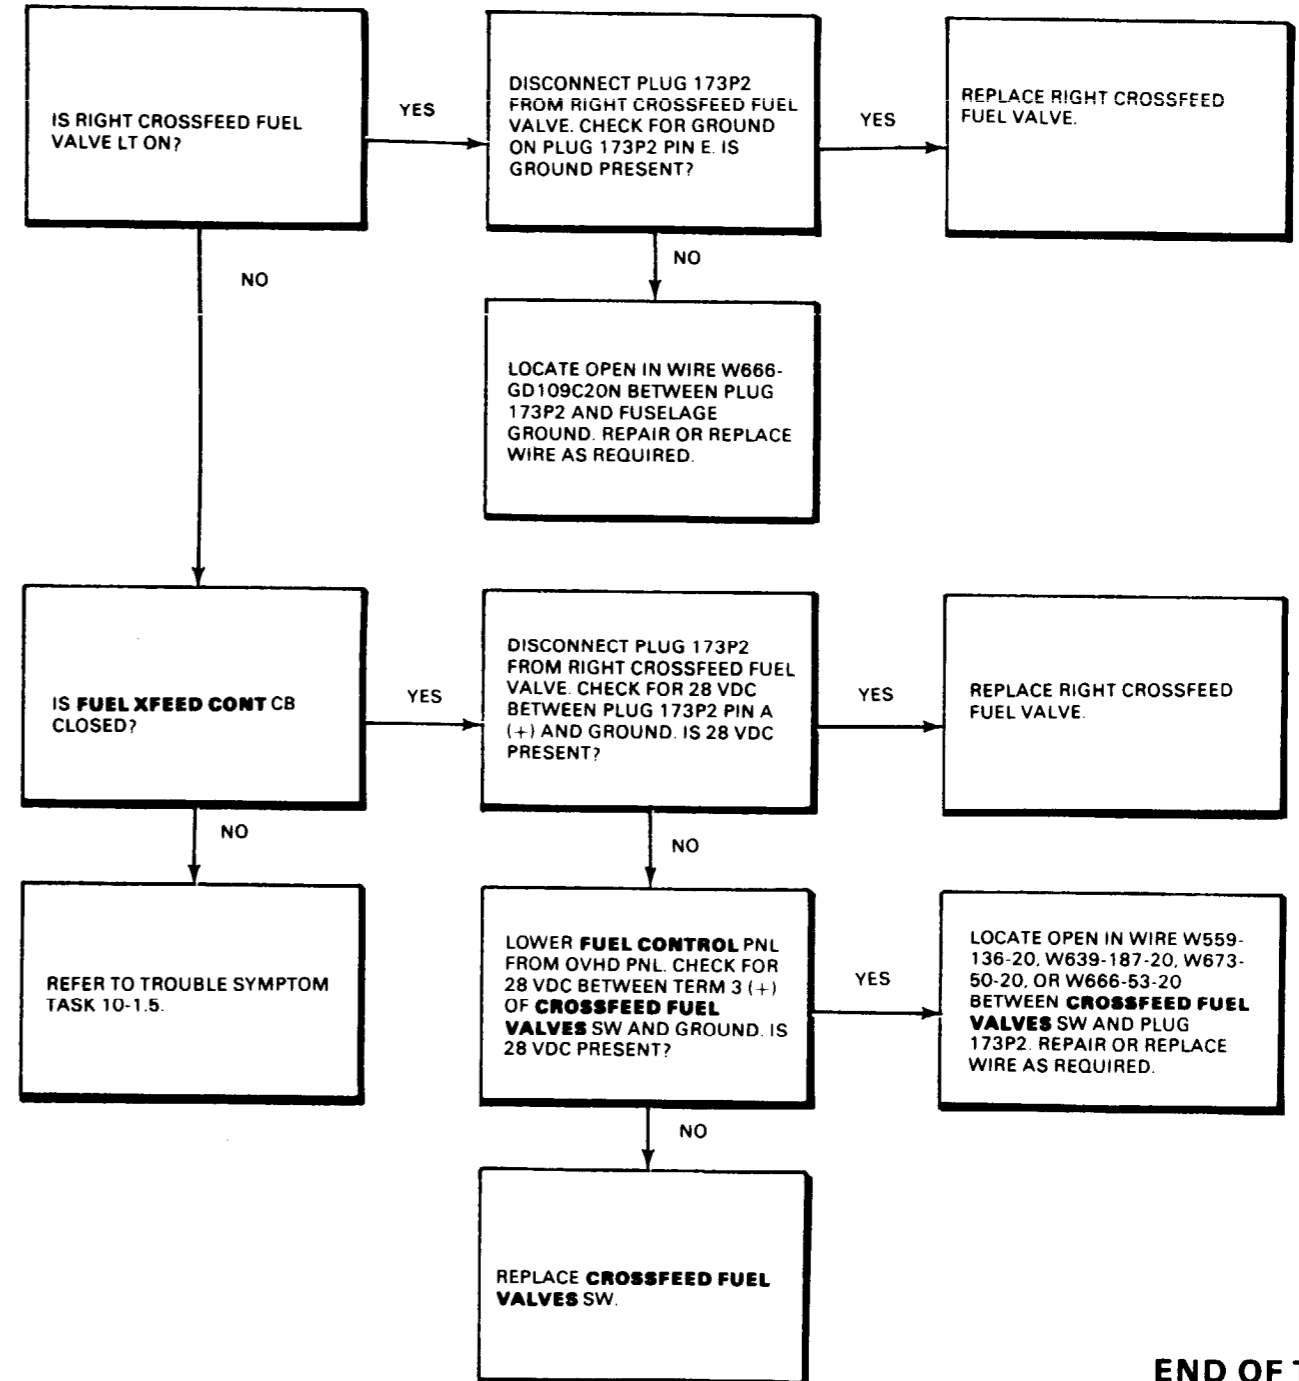 IS RIGHT CROSSFEED FUEL
VALVE LT ON?
YES
DISCONNECT PLUG 173P2
FROM RIGHT CROSSFEED FUEL
VALVE. CHECK FOR GROUND
ON PLUG 173P2 PIN E. IS
GROUND PRESENT?
YES
REPLACE RIGHT CROSSFEED
FUEL VALVE.
NO
NO
LOCATE OPEN IN WIRE W666-
GD109C20N BETWEEN PLUG
173P2 AND FUSELAGE
GROUND. REPAIR OR REPLACE
WIRE AS REQUIRED.
IS FUEL XFEED CONT CB
CLOSED?
YES
DISCONNECT PLUG 173P2
FROM RIGHT CROSSFEED FUEL
VALVE. CHECK FOR 28 VDC
BETWEEN PLUG 173P2 PIN A
(+) AND GROUND. IS 28 VDC
PRESENT?
YES
REPLACE RIGHT CROSSFEED
FUEL VALVE.
NO
NO
REFER TO TROUBLE SYMPTOM
TASK 10-1.5.
LOWER FUEL CONTROL PNL
FROM OVHD PNL. CHECK FOR
28 VDC BETWEEN TERM 3 (+)
OF CROSSFEED FUEL
VALVES SW AND GROUND. IS
28 VDC PRESENT?
YES
LOCATE OPEN IN WIRE W559-
136-20, W639-187-20, W673-
50-20, OR W666-53-20
BETWEEN CROSSFEED FUEL
VALVES SW AND PLUG
173P2. REPAIR OR REPLACE
WIRE AS REQUIRED.
NO
REPLACE CROSSFEED FUEL
VALVES SW.
END OF